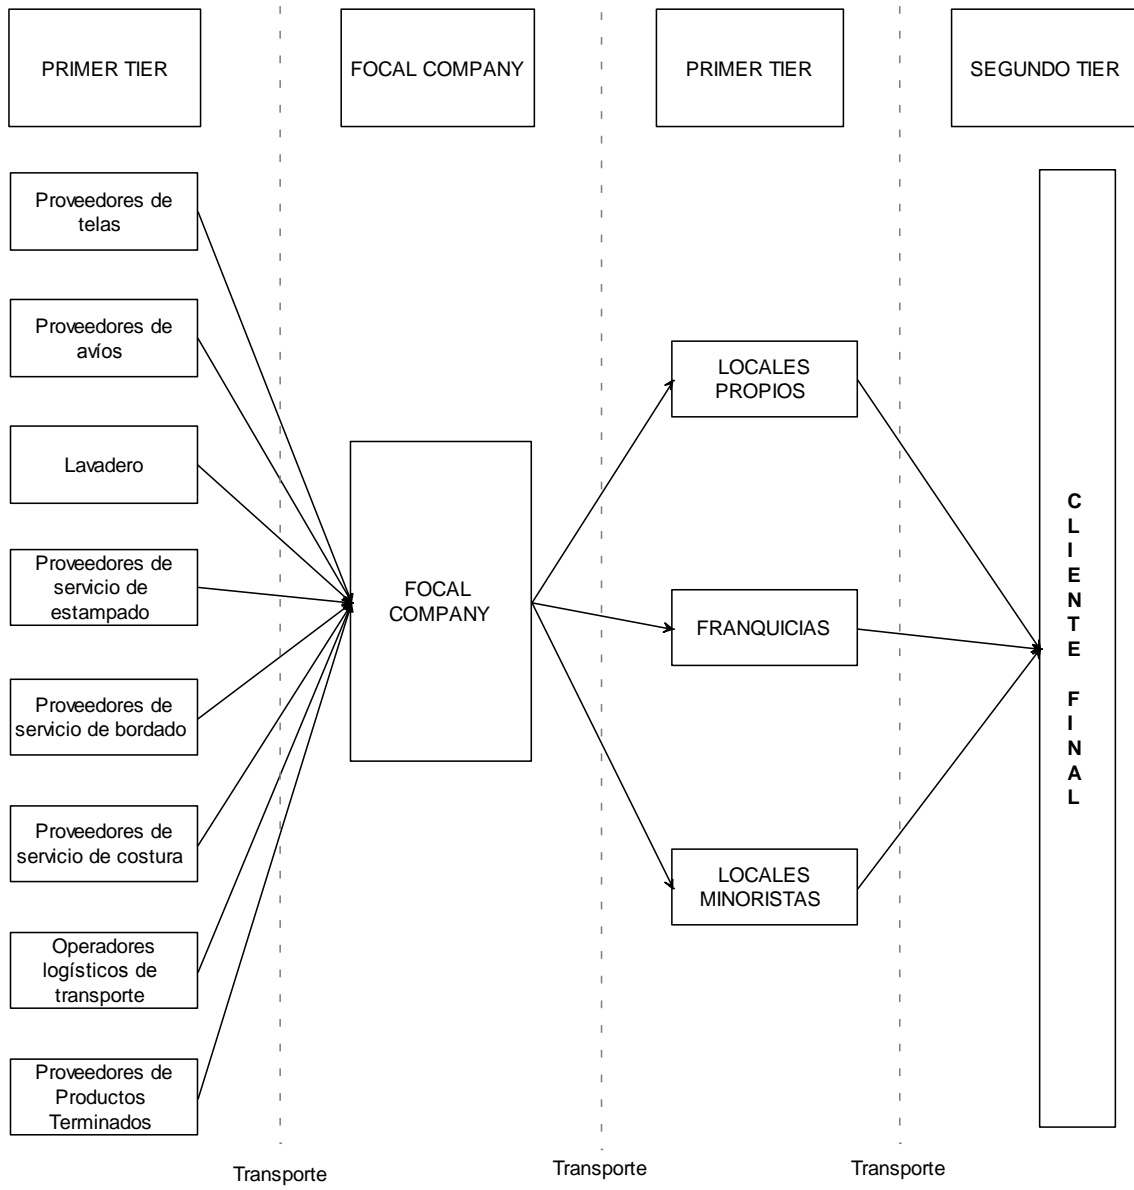 PRIMER TIER
FOCAL COMPANY
PRIMER TIER
SEGUNDO TIER
Proveedores de
telas
Proveedores de
avíos
Lavadero
Proveedores de
servicio de
estampado
Proveedores de
servicio de bordado
Proveedores de
servicio de costura
Operadores
logísticos de
transporte
Proveedores de
Productos
Terminados
FOCAL
COMPANY
LOCALES
PROPIOS
FRANQUICIAS
LOCALES
MINORISTAS
CLIENTE FINAL
Transporte
Transporte
Transporte